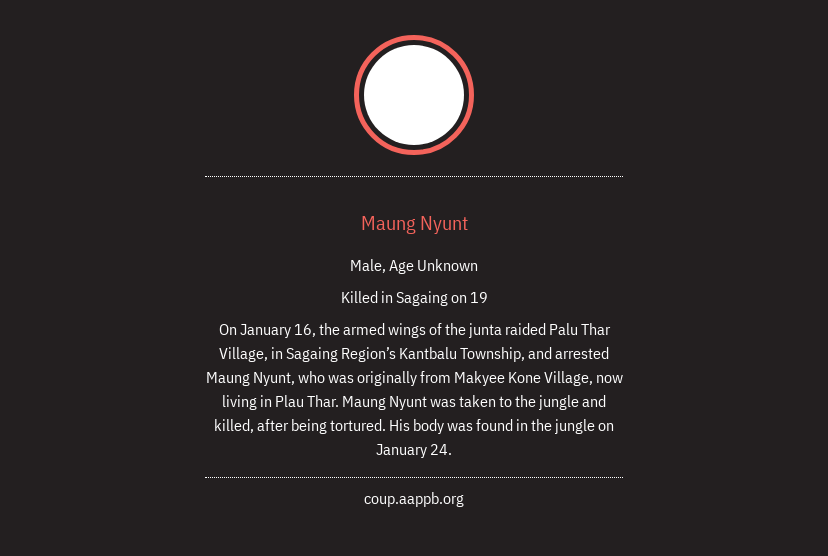 Maung Nyunt
Male, Age Unknown
Killed in Sagaing on 19
On January 16, the armed wings of the junta raided Palu Thar
Village, in Sagaing Region’s Kantbalu Township, and arrested
Maung Nyunt, who was originally from Makyee Kone Village, now
living in Plau Thar. Maung Nyunt was taken to the jungle and
killed, after being tortured. His body was found in the jungle on
January 24.
coup.aappb.org